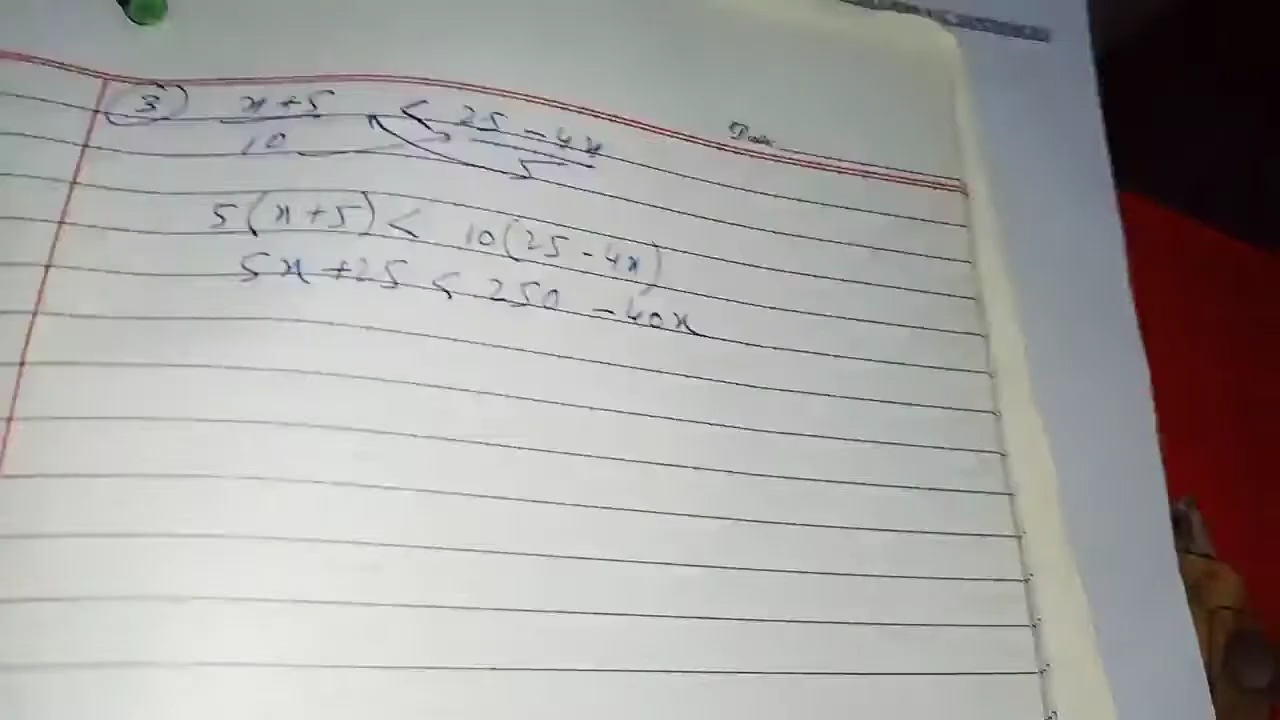 3) x+5 < 25-4x
10 5
Date
5(x+5) < 10(25-4x)
5x+25 < 250 -40x